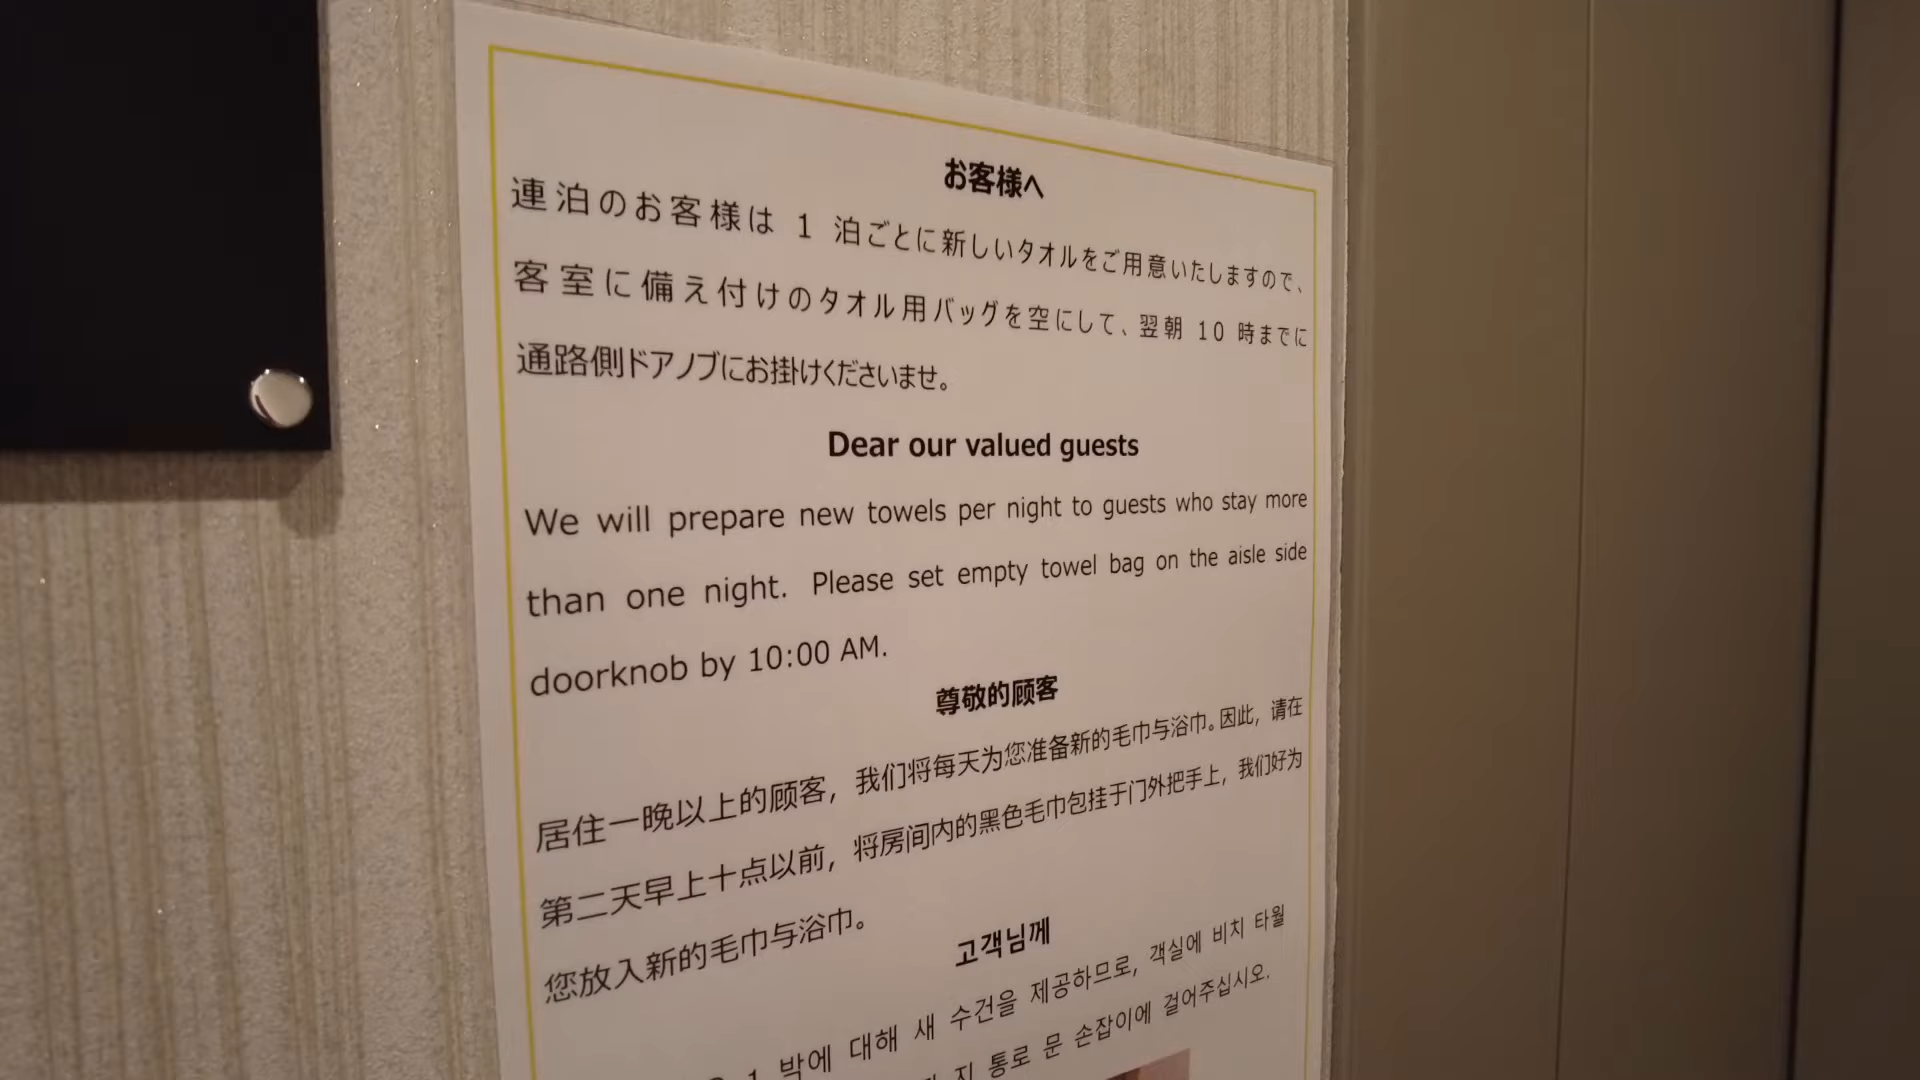 お客様へ
連泊のお客様は 1 泊ごとに新しいタオルをご用意いたしますので、
客室に備え付けのタオル用バッグを空にして、翌朝 10 時までに
通路側ドアノブにお掛けくださいませ。
Dear our valued guests
We will prepare new towels per night to guests who stay more
than one night. Please set empty towel bag on the aisle side
doorknob by 10:00 AM.
尊敬的顾客
居住一晚以上的顾客，我们将每天为您准备新的毛巾与浴巾。因此，请在
第二天早上十点以前，将房间内的黑色毛巾包挂于门外把手上，我们好为
您放入新的毛巾与浴巾。
고객님께
1 박에 대해 새 수건을 제공하므로, 객실에 비치 타월
지 통로 문 손잡이에 걸어주십시오.